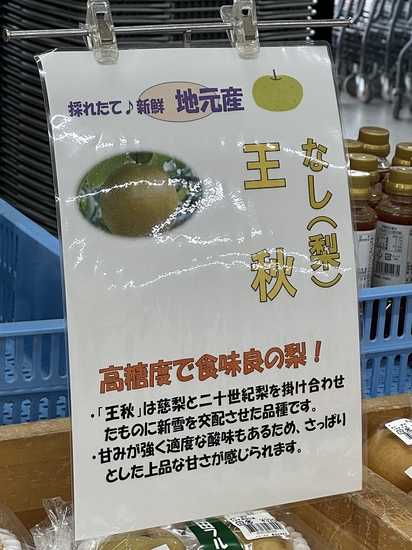 採れたて♪新鮮 地元産
なし(梨)
王秋
高糖度で食味良の梨!
・「王秋」は慈梨と二十世紀梨を掛け合わせ
たものに新雪を交配させた品種です。
・甘みが強く適度な酸味もあるため、さっぱり
とした上品な甘さが感じられます。